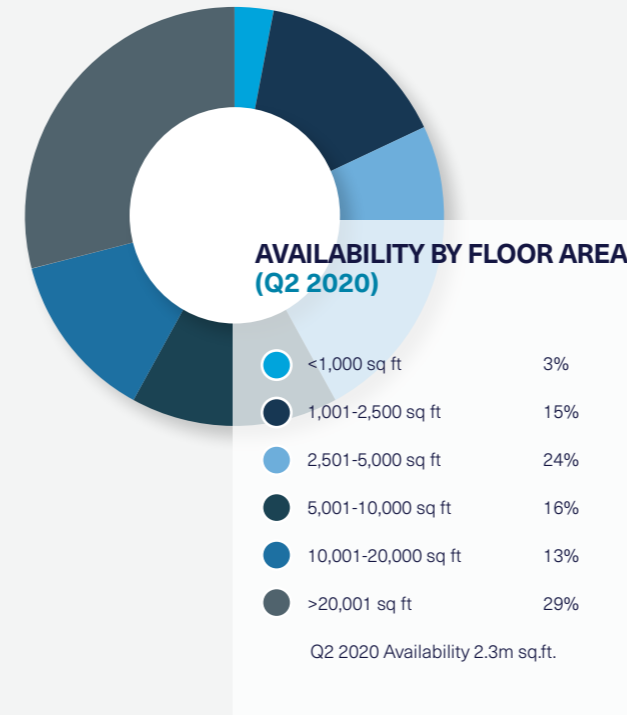 AVAILABILITY BY FLOOR AREA
(Q2 2020)
<1,000 sq ft 3%
1,001-2,500 sq ft 15%
2,501-5,000 sq ft 24%
5,001-10,000 sq ft 16%
10,001-20,000 sq ft 13%
>20,001 sq ft 29%
Q2 2020 Availability 2.3m sq.ft.